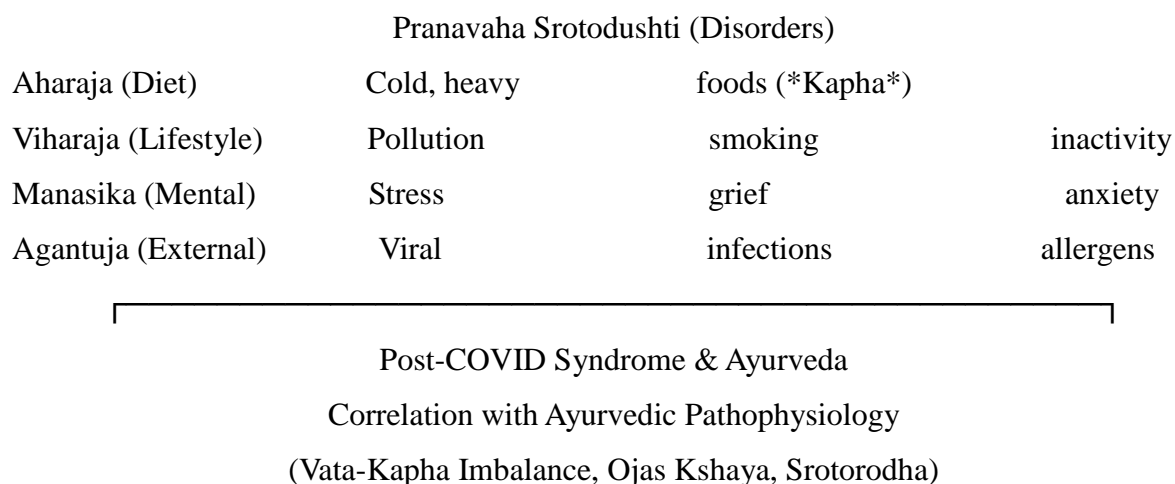 Pranavaha Srotodushti (Disorders)
Aharaja (Diet) Cold, heavy foods (*Kapha*)
Viharaja (Lifestyle) Pollution smoking inactivity
Manasika (Mental) Stress grief anxiety
Agantuja (External) Viral infections allergens
Post-COVID Syndrome & Ayurveda
Correlation with Ayurvedic Pathophysiology
(Vata-Kapha Imbalance, Ojas Kshaya, Srotorodha)